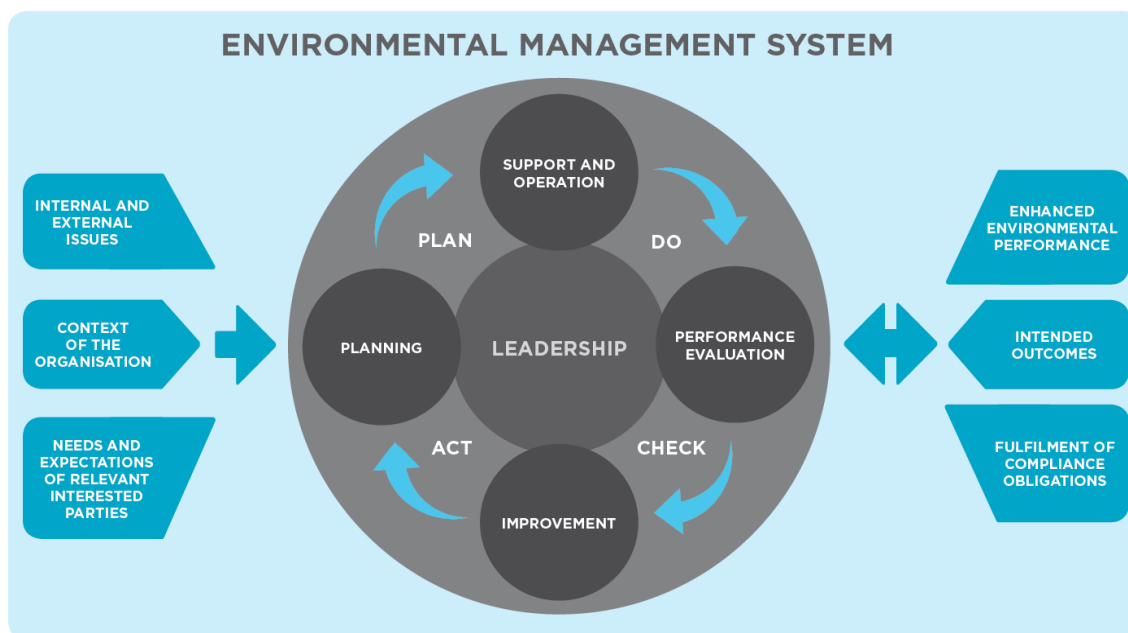 ENVIRONMENTAL MANAGEMENT SYSTEM
INTERNAL AND
EXTERNAL
ISSUES
CONTEXT
OF THE
ORGANISATION
NEEDS AND
EXPECTATIONS
OF RELEVANT
INTERESTED
PARTIES
SUPPORT AND
OPERATION
PLAN
DO
PLANNING
LEADERSHIP
PERFORMANCE
EVALUATION
ACT
CHECK
IMPROVEMENT
ENHANCED
ENVIRONMENTAL
PERFORMANCE
INTENDED
OUTCOMES
FULFILMENT OF
COMPLIANCE
OBLIGATIONS